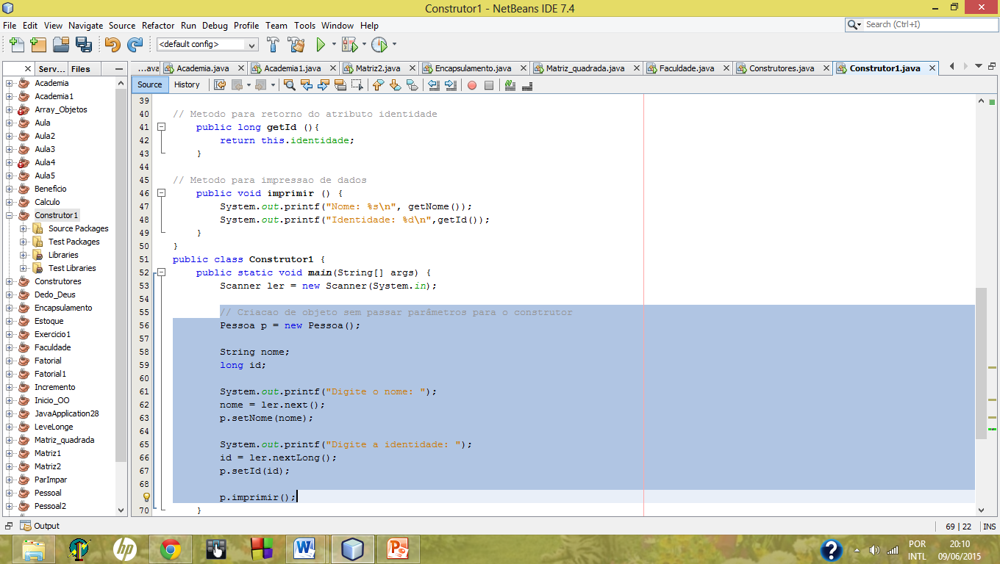 Construtor1 - NetBeans IDE 7.4
File Edit View Navigate Source Refactor Run Debug Profile Team Tools Window Help
Search (Ctrl+I)
<default config>
Serv... Files
...ava Academia.java Academia1.java Matriz2.java Encapsulamento.java Matriz_quadrada.java Faculdade.java Construtores.java Construtor1.java
Source History
Academia
Academia1
Array_Objetos
Aula
Aula2
Aula3
Aula4
Aula5
Beneficio
Calculo
Construtor1
Source Packages
Test Packages
Libraries
Test Libraries
Construtores
Dedo_Deus
Encapsulamento
Estoque
Exercicio1
Faculdade
Fatorial
Fatorial1
Incremento
Inicio_OO
JavaApplication28
LeveLonge
Matriz_quadrada
Matriz1
Matriz2
ParImpar
Pessoal
Pessoal2
39
40 // Metodo para retorno do atributo identidade
41 public long getId (){
42 return this.identidade;
43 }
44
45 // Metodo para impressao de dados
46 public void imprimir () {
47 System.out.printf("Nome: %s\n", getNome());
48 System.out.printf("Identidade: %d\n",getId());
49 }
50 }
51 public class Construtor1 {
52 public static void main(String[] args) {
53 Scanner ler = new Scanner(System.in);
54
55 // Criacao de objeto sem passar parâmetros para o construtor
56 Pessoa p = new Pessoa();
57
58 String nome;
59 long id;
60
61 System.out.printf("Digite o nome: ");
62 nome = ler.next();
63 p.setNome(nome);
64
65 System.out.printf("Digite a identidade: ");
66 id = ler.nextLong();
67 p.setId(id);
68
p.imprimir();
70 }
Output
69 | 22 INS
POR
INTL
20:10
09/06/2015